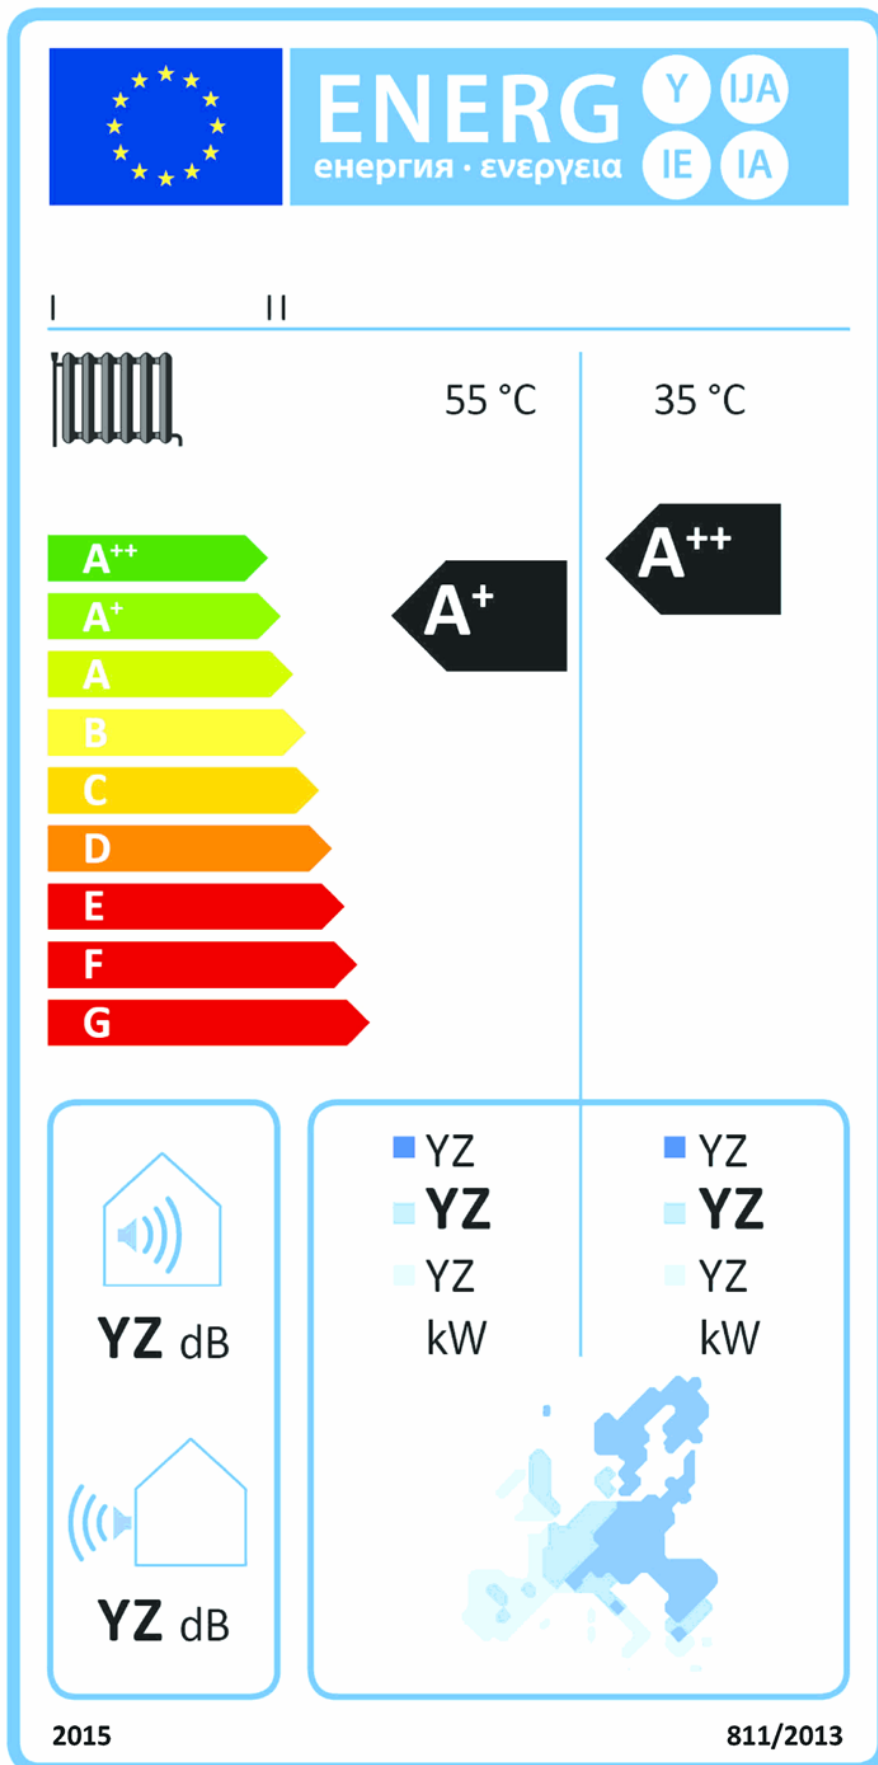 ENERG Y IJA
енергия · ενεργεια IE IA
I II
55 °C 35 °C
A++
A+
A
B
C
D
E
F
G
A+
A++
YZ dB
YZ dB
YZ YZ
YZ YZ
YZ YZ
kW kW
2015 811/2013